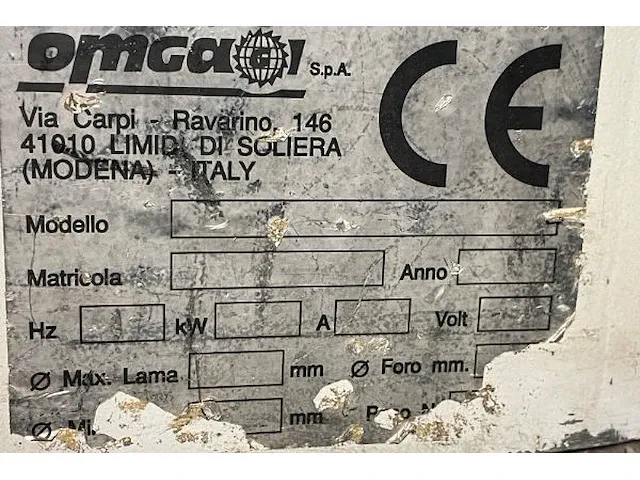 omga S.p.A.
Via Carpi - Ravarino, 146
41010 LIMIDI DI SOLIERA
(MODENA) - ITALY
CE
Modello
Matricola Anno
Hz kW A Volt
Ø Max. Lama mm Ø Foro mm.
Ø mm